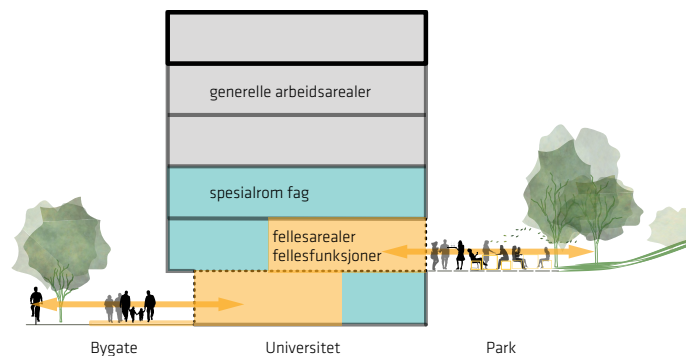 generelle arbeidsarealer
spesialrom fag
fellesarealer
fellesfunksjoner
Bygate
Universitet
Park